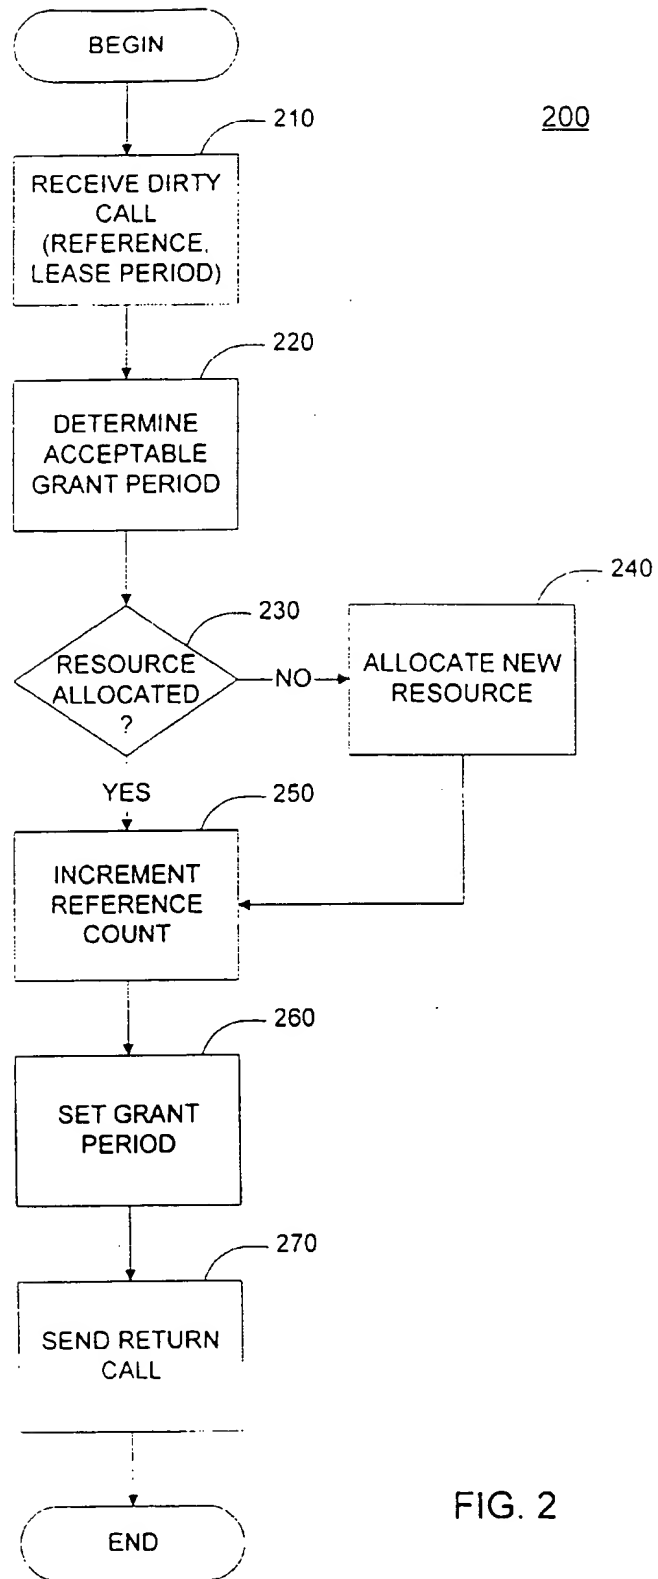 BEGIN
210
200
RECEIVE DIRTY
CALL
(REFERENCE,
LEASE PERIOD)
220
DETERMINE
ACCEPTABLE
GRANT PERIOD
230
240
RESOURCE
ALLOCATED
?
NO
ALLOCATE NEW
RESOURCE
YES
250
INCREMENT
REFERENCE
COUNT
260
SET GRANT
PERIOD
270
SEND RETURN
CALL
END
FIG. 2